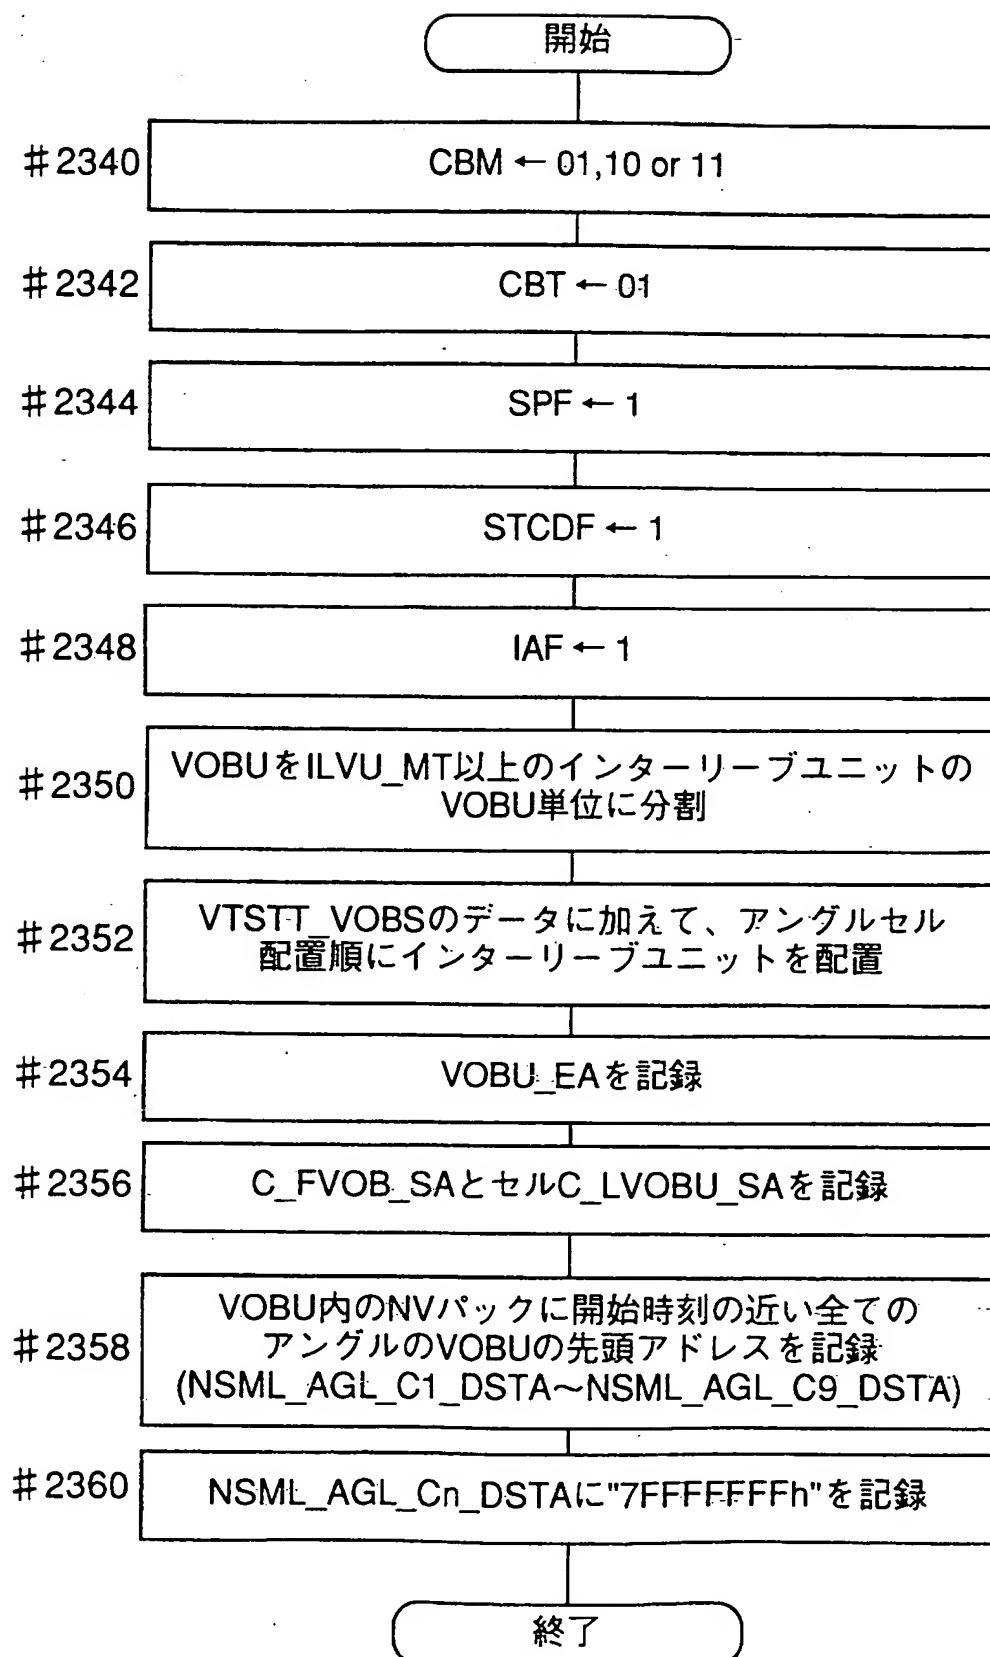 開始
#2340
CBM ← 01,10 or 11
#2342
CBT ← 01
#2344
SPF ← 1
#2346
STCDF ← 1
#2348
IAF ← 1
#2350
VOBUをILVU_MT以上のインターリーブユニットの
VOBU単位に分割
#2352
VTSTT_VOBSのデータに加えて、アングルセル
配置順にインターリーブユニットを配置
#2354
VOBU_EAを記録
#2356
C_FVOB_SAとセルC_LVOBU_SAを記録
#2358
VOBU内のNVパックに開始時刻の近い全ての
アングルのVOBUの先頭アドレスを記録
(NSML_AGL_C1_DSTA～NSML_AGL_C9_DSTA)
#2360
NSML_AGL_Cn_DSTAに"7FFFFFFFh"を記録
終了